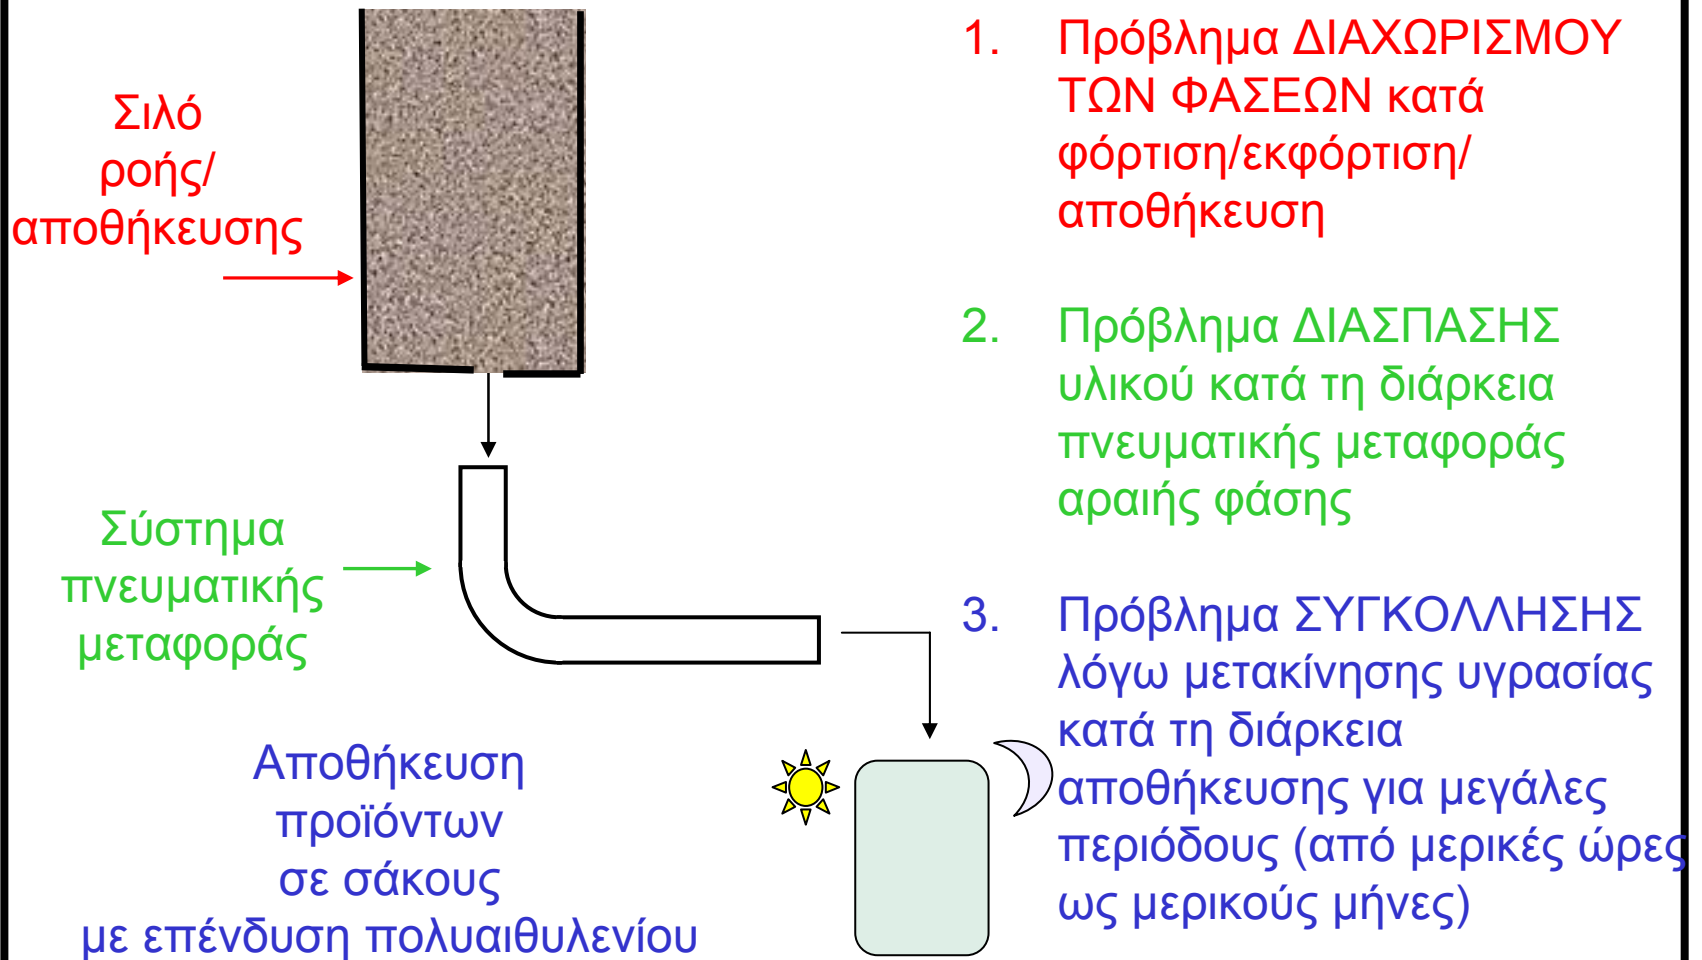 Σιλό
ροής/
αποθήκευσης
Σύστημα
πνευματικής
μεταφοράς
Αποθήκευση
προϊόντων
σε σάκους
με επένδυση πολυαιθυλενίου
1. Πρόβλημα ΔΙΑΧΩΡΙΣΜΟΥ
ΤΩΝ ΦΑΣΕΩΝ κατά
φόρτιση/εκφόρτιση/
αποθήκευση
2. Πρόβλημα ΔΙΑΣΠΑΣΗΣ
υλικού κατά τη διάρκεια
πνευματικής μεταφοράς
αραιής φάσης
3. Πρόβλημα ΣΥΓΚΟΛΛΗΣΗΣ
λόγω μετακίνησης υγρασίας
κατά τη διάρκεια
αποθήκευσης για μεγάλες
περιόδους (από μερικές ώρες
ως μερικούς μήνες)